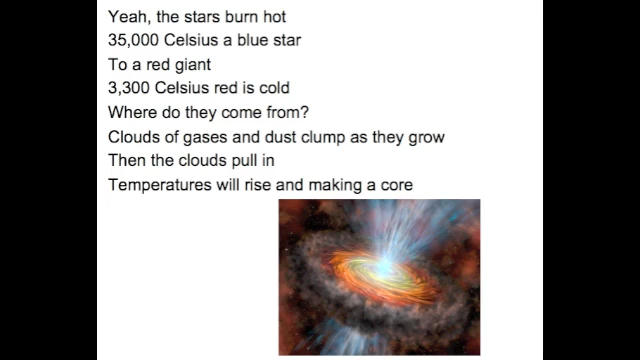 Yeah, the stars burn hot
35,000 Celsius a blue star
To a red giant
3,300 Celsius red is cold
Where do they come from?
Clouds of gases and dust clump as they grow
Then the clouds pull in
Temperatures will rise and making a core